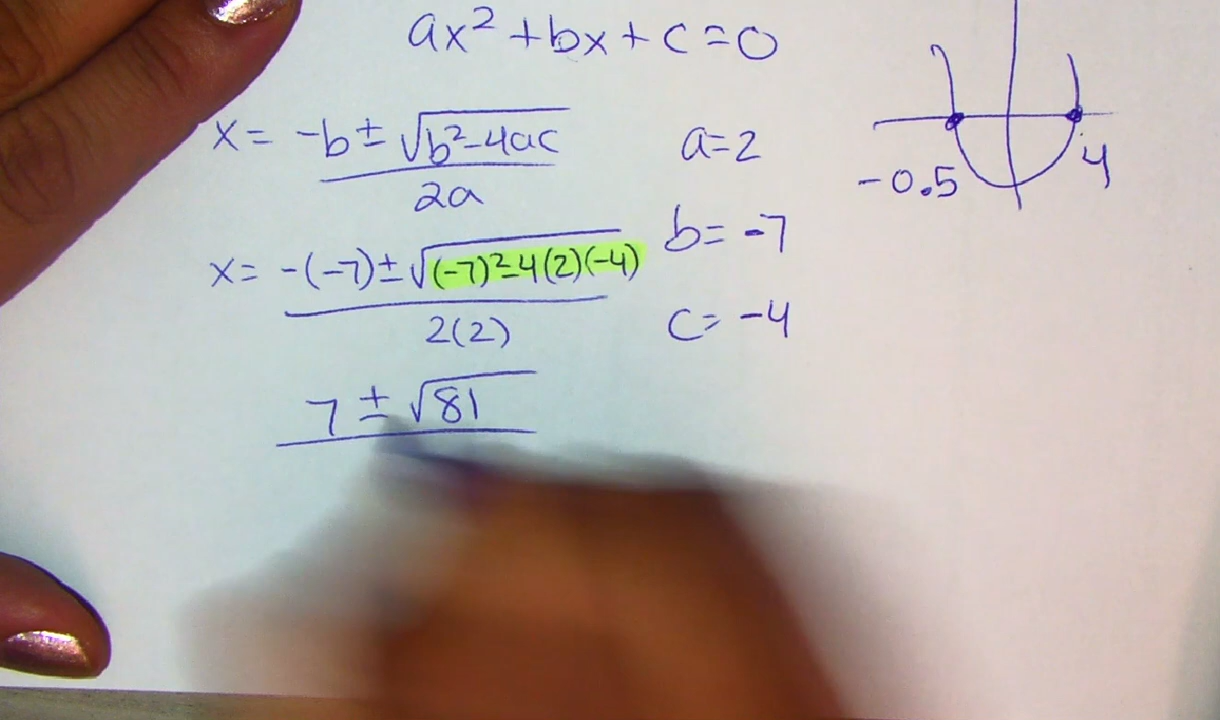 ax² + bx + c = 0
x = -b ± √b²-4ac
2a
a=2
-0.5
4
b= -7
x= -(-7) ± √(-7)²-4(2)(-4)
2(2)
c= -4
7 ± √81